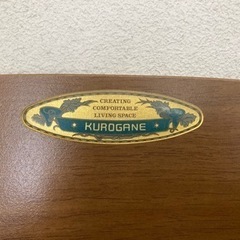 CREATING
COMFORTABLE
LIVING SPACE
KUROGANE